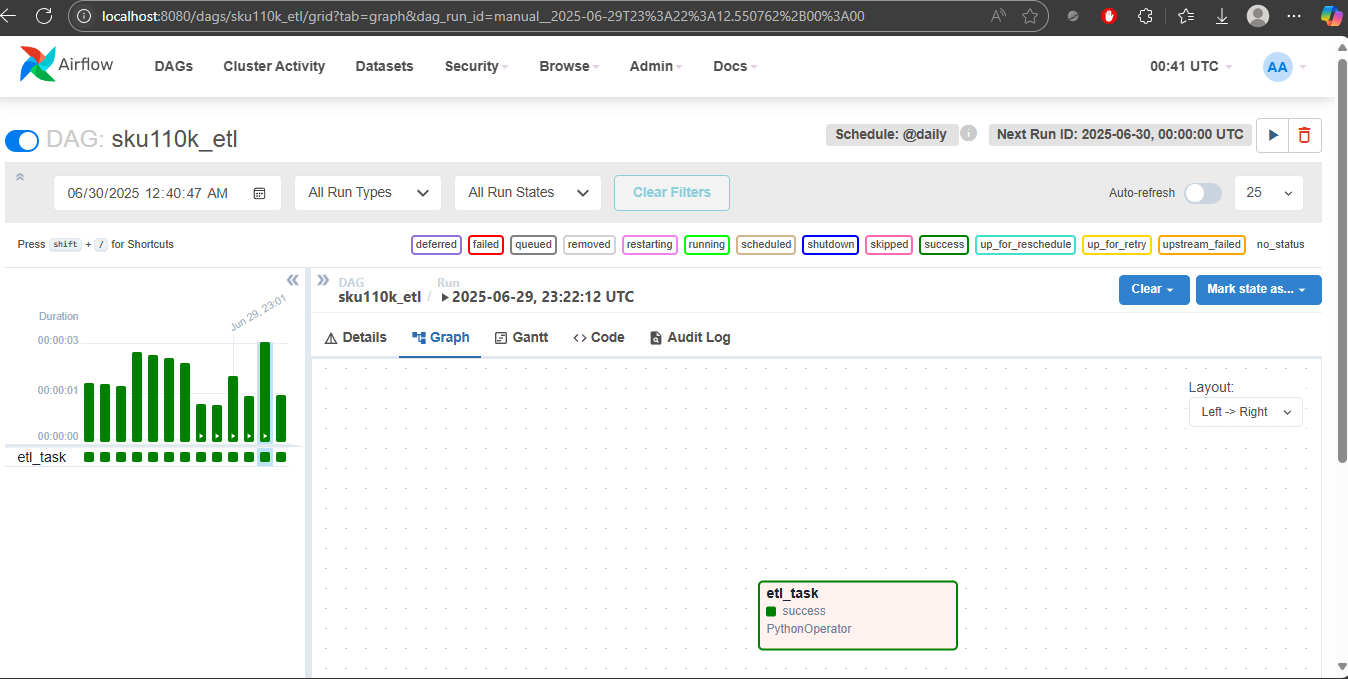 localhost:8080/dags/sku110k_etl/grid?tab=graph&dag_run_id=manual__2025-06-29T23%3A22%3A12.550762%2B00%3A00
Airflow DAGs Cluster Activity Datasets Security Browse Admin Docs 00:41 UTC AA
DAG: sku110k_etl Schedule: @daily i Next Run ID: 2025-06-30, 00:00:00 UTC
06/30/2025 12:40:47 AM All Run Types All Run States Clear Filters Auto-refresh 25
Press shift + / for Shortcuts deferred failed queued removed restarting running scheduled shutdown skipped success up_for_reschedule up_for_retry upstream_failed no_status
DAG Run
sku110k_etl / 2025-06-29, 23:22:12 UTC Clear Mark state as...
Jun 29, 23:01
Duration
00:00:03
00:00:01
00:00:00
etl_task
Details Graph Gantt Code Audit Log
Layout:
Left -> Right
etl_task
success
PythonOperator